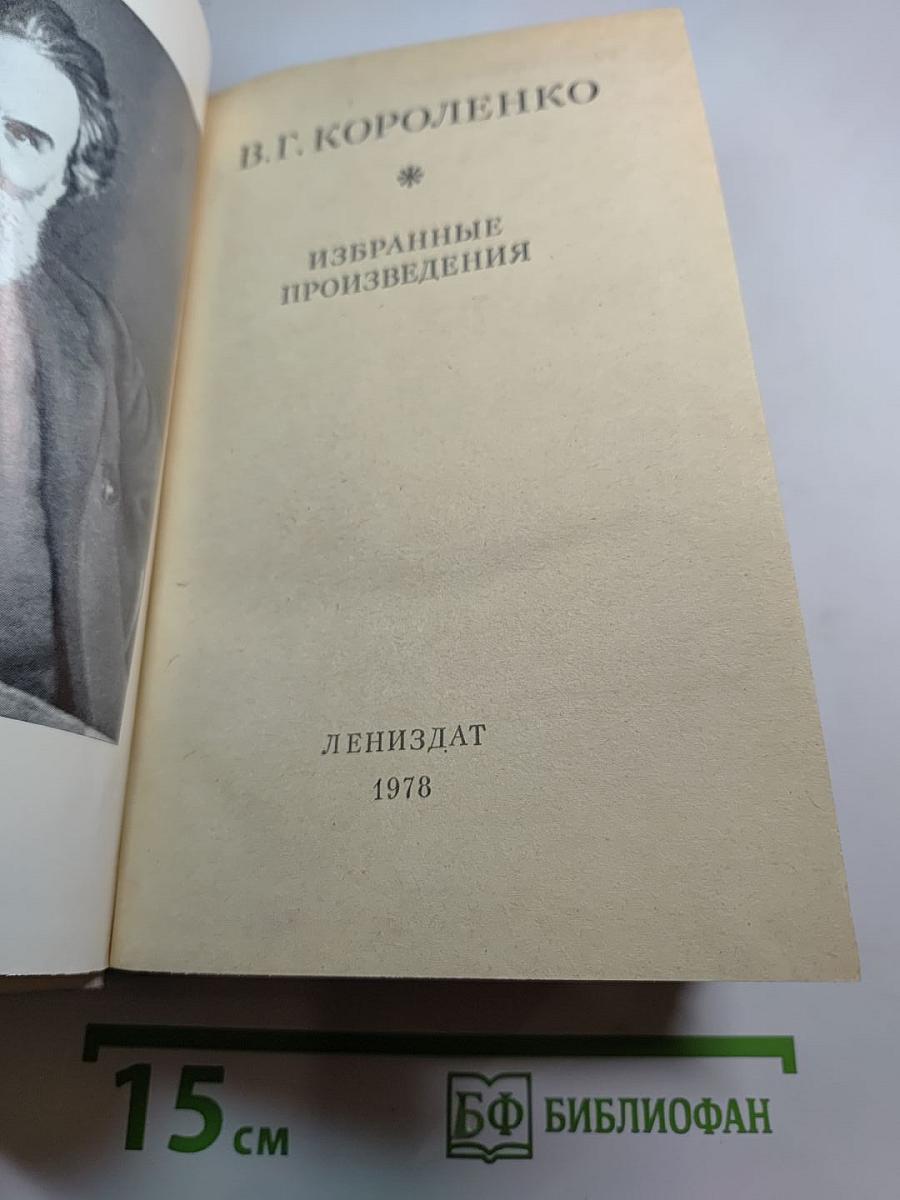 В. Г. КОРОЛЕНКО
*
ИЗБРАННЫЕ
ПРОИЗВЕДЕНИЯ
ЛЕНИЗДАТ
1978
15 см
БФ БИБЛИОФАН